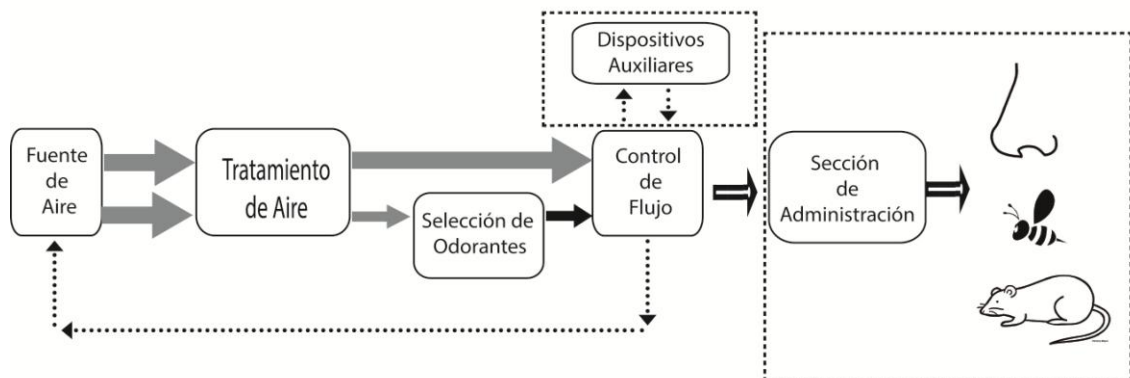 Dispositivos
Auxiliares
Fuente
de
Aire
Tratamiento
de Aire
Selección de
Odorantes
Control
de
Flujo
Sección
de
Administración